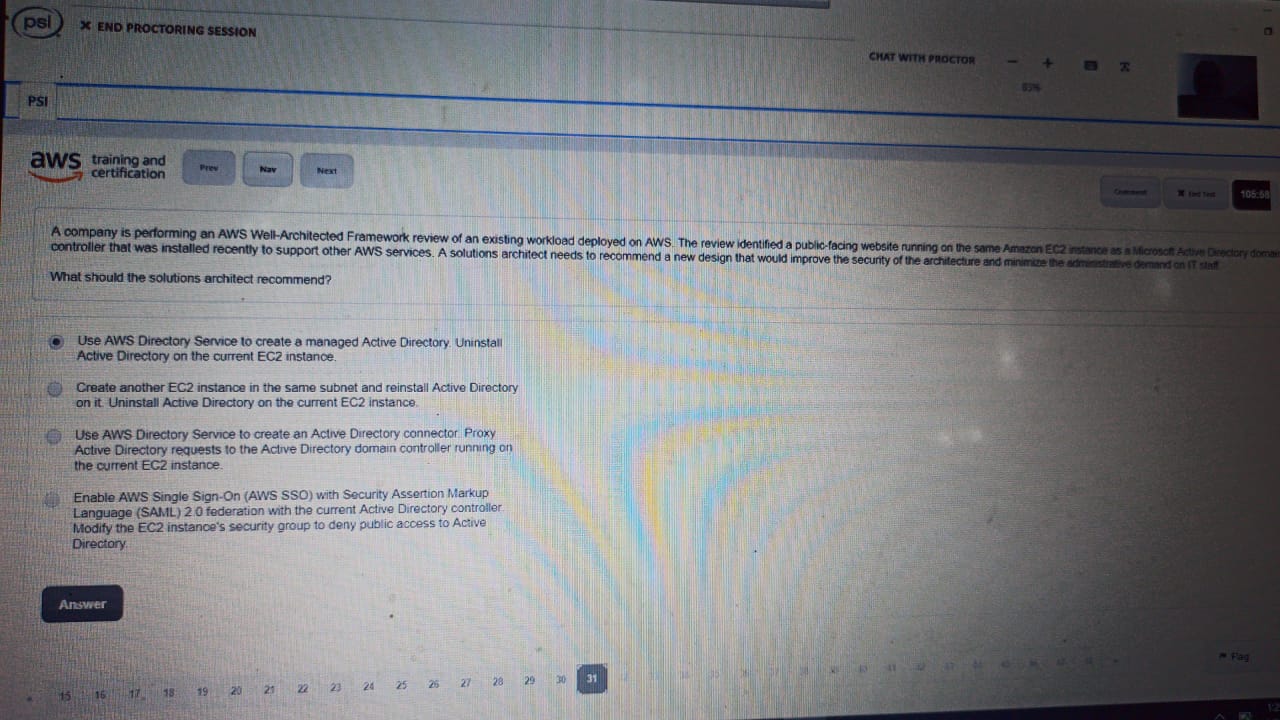 psi
X END PROCTORING SESSION
CHAT WITH PROCTOR
PSI
aws training and
certification
Prev
Nav
Next
105:58
A company is performing an AWS Well-Architected Framework review of an existing workload deployed on AWS. The review identified a public-facing website running on the same Amazon EC2 instance as a Microsoft Active Directory domain
controller that was installed recently to support other AWS services. A solutions architect needs to recommend a new design that would improve the security of the architecture and minimize the administrative demand on IT staff.
What should the solutions architect recommend?
Use AWS Directory Service to create a managed Active Directory. Uninstall
Active Directory on the current EC2 instance.
Create another EC2 instance in the same subnet and reinstall Active Directory
on it. Uninstall Active Directory on the current EC2 instance.
Use AWS Directory Service to create an Active Directory connector. Proxy
Active Directory requests to the Active Directory domain controller running on
the current EC2 instance.
Enable AWS Single Sign-On (AWS SSO) with Security Assertion Markup
Language (SAML) 2.0 federation with the current Active Directory controller.
Modify the EC2 instance's security group to deny public access to Active
Directory.
Answer
Flag
15 16 17 18 19 20 21 22 23 24 25 26 27 28 29 30 31